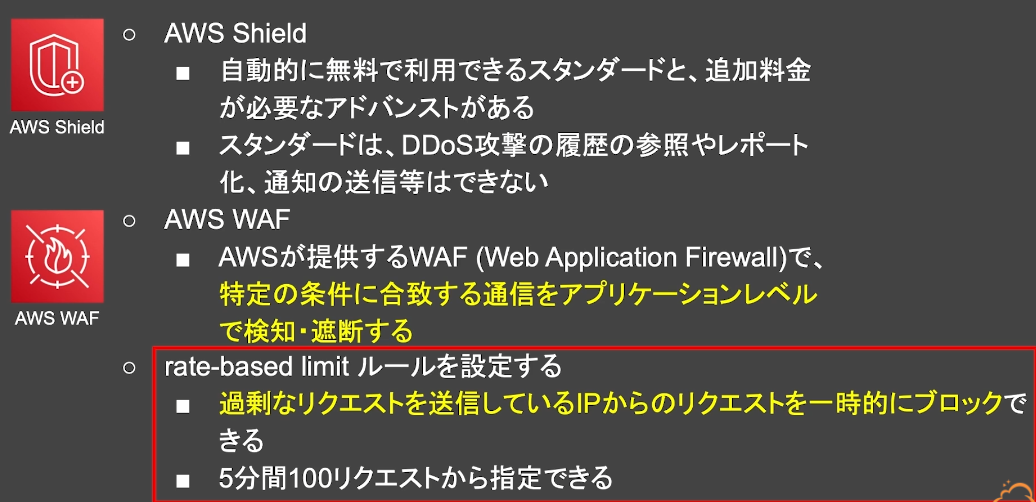 AWS Shield
○ AWS Shield
■ 自動的に無料で利用できるスタンダードと、追加料金
が必要なアドバンストがある
■ スタンダードは、DDoS攻撃の履歴の参照やレポート
化、通知の送信等はできない
AWS WAF
○ AWS WAF
■ AWSが提供するWAF (Web Application Firewall)で、
特定の条件に合致する通信をアプリケーションレベル
で検知・遮断する
○ rate-based limit ルールを設定する
■ 過剰なリクエストを送信しているIPからのリクエストを一時的にブロックで
きる
■ 5分間100リクエストから指定できる